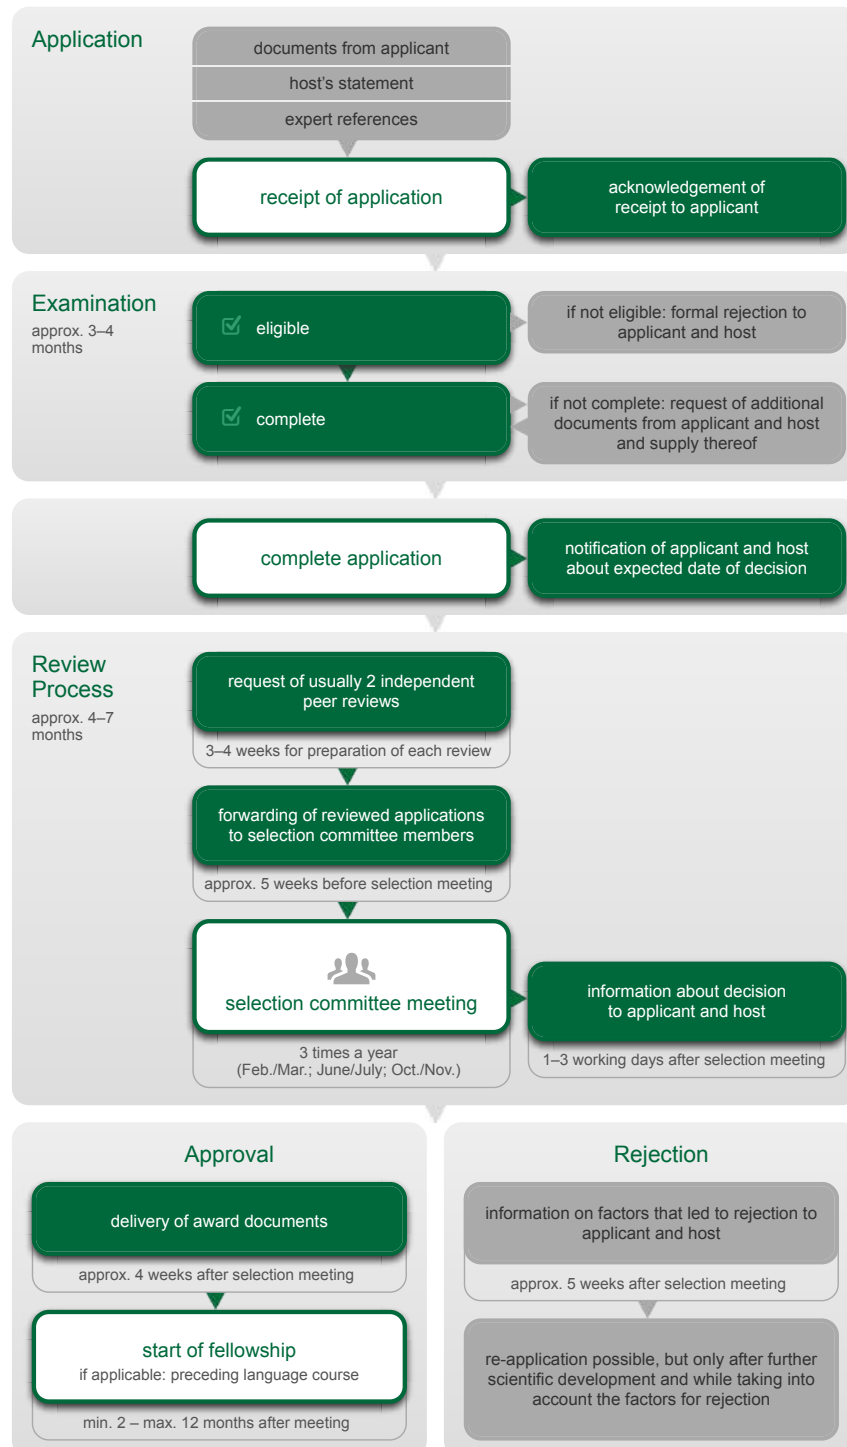 Application
documents from applicant
host's statement
expert references
receipt of application
acknowledgement of
receipt to applicant
Examination
approx. 3–4
months
eligible
if not eligible: formal rejection to
applicant and host
complete
if not complete: request of additional
documents from applicant and host
and supply thereof
complete application
notification of applicant and host
about expected date of decision
Review
Process
approx. 4–7
months
request of usually 2 independent
peer reviews
3–4 weeks for preparation of each review
forwarding of reviewed applications
to selection committee members
approx. 5 weeks before selection meeting
selection committee meeting
3 times a year
(Feb./Mar.; June/July; Oct./Nov.)
information about decision
to applicant and host
1–3 working days after selection meeting
Approval
delivery of award documents
approx. 4 weeks after selection meeting
start of fellowship
if applicable: preceding language course
min. 2 – max. 12 months after meeting
Rejection
information on factors that led to rejection to
applicant and host
approx. 5 weeks after selection meeting
re-application possible, but only after further
scientific development and while taking into
account the factors for rejection